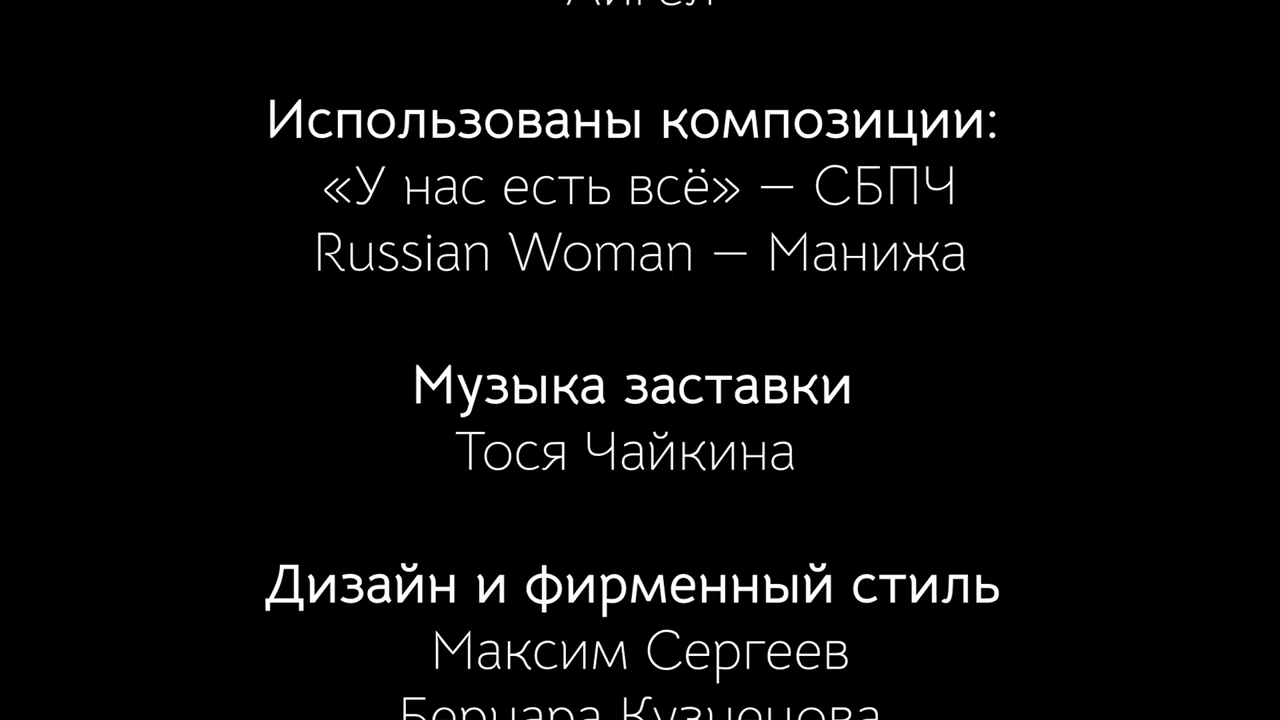 Использованы композиции:
«У нас есть всё» — СБПЧ
Russian Woman — Манижа
Музыка заставки
Тося Чайкина
Дизайн и фирменный стиль
Максим Сергеев